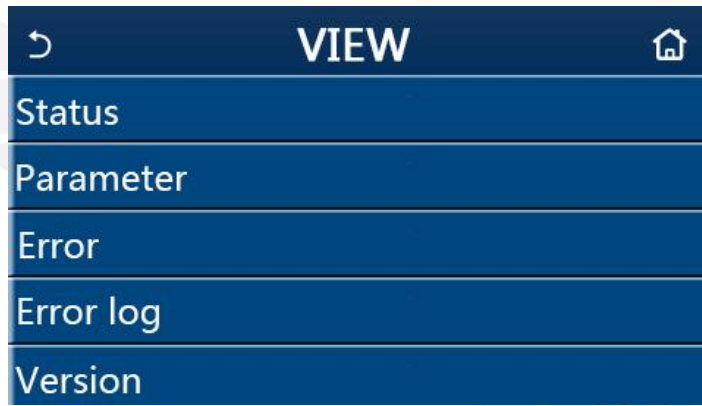 VIEW
Status
Parameter
Error
Error log
Version